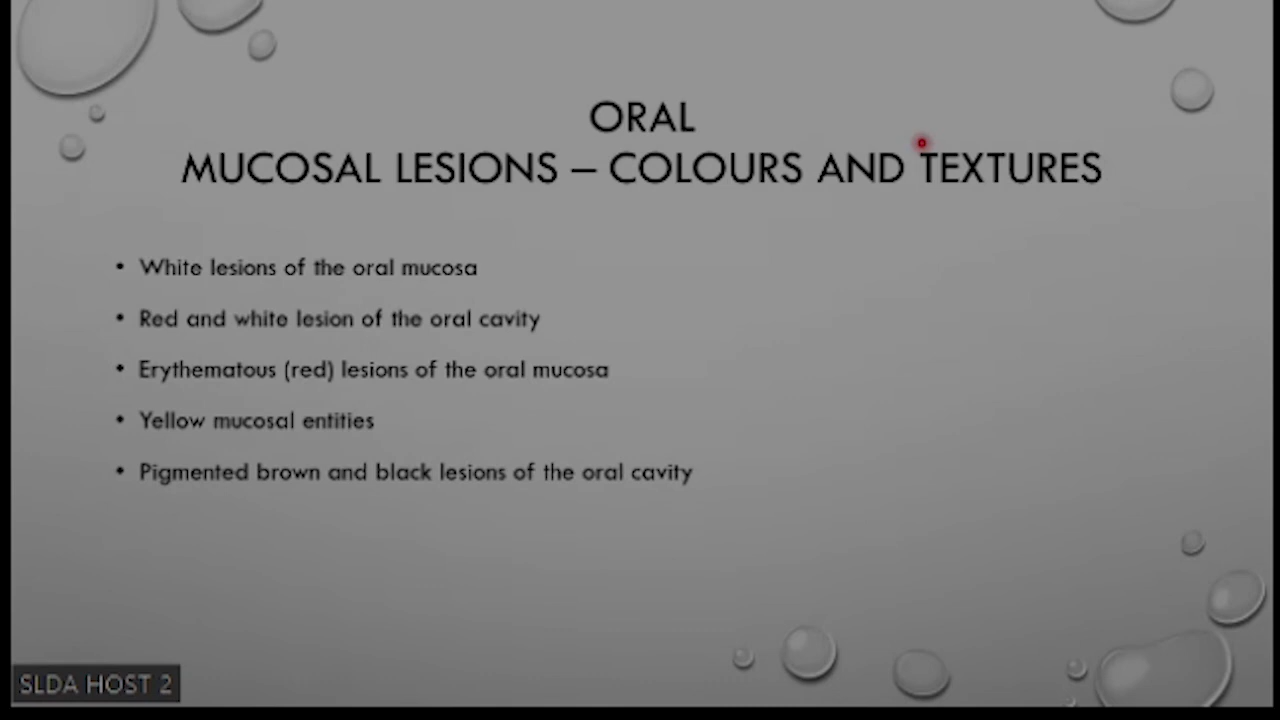 ORAL
MUCOSAL LESIONS – COLOURS AND TEXTURES
• White lesions of the oral mucosa
• Red and white lesion of the oral cavity
• Erythematous (red) lesions of the oral mucosa
• Yellow mucosal entities
• Pigmented brown and black lesions of the oral cavity
SLDA HOST 2